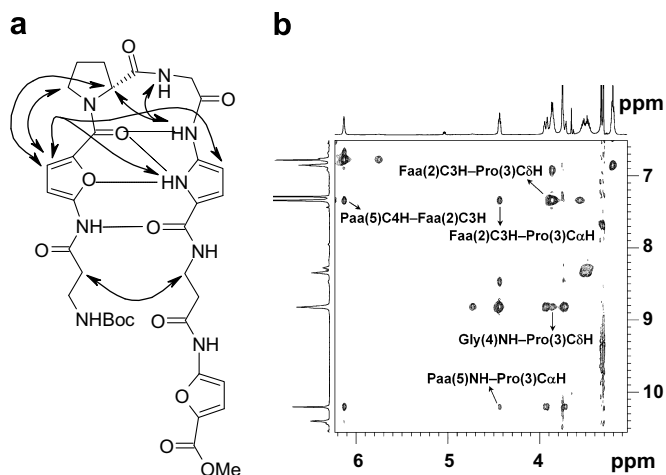 a
b
O
NH
O
N
O
NH
O
HN
NH
O
O
NH
NHBoc
O
NH
O
O
OMe
ppm
7
8
9
10
6
5
4
ppm
Faa(2)C3H–Pro(3)CδH
Paa(5)C4H–Faa(2)C3H
Faa(2)C3H–Pro(3)CαH
Gly(4)NH–Pro(3)CδH
Paa(5)NH–Pro(3)CαH